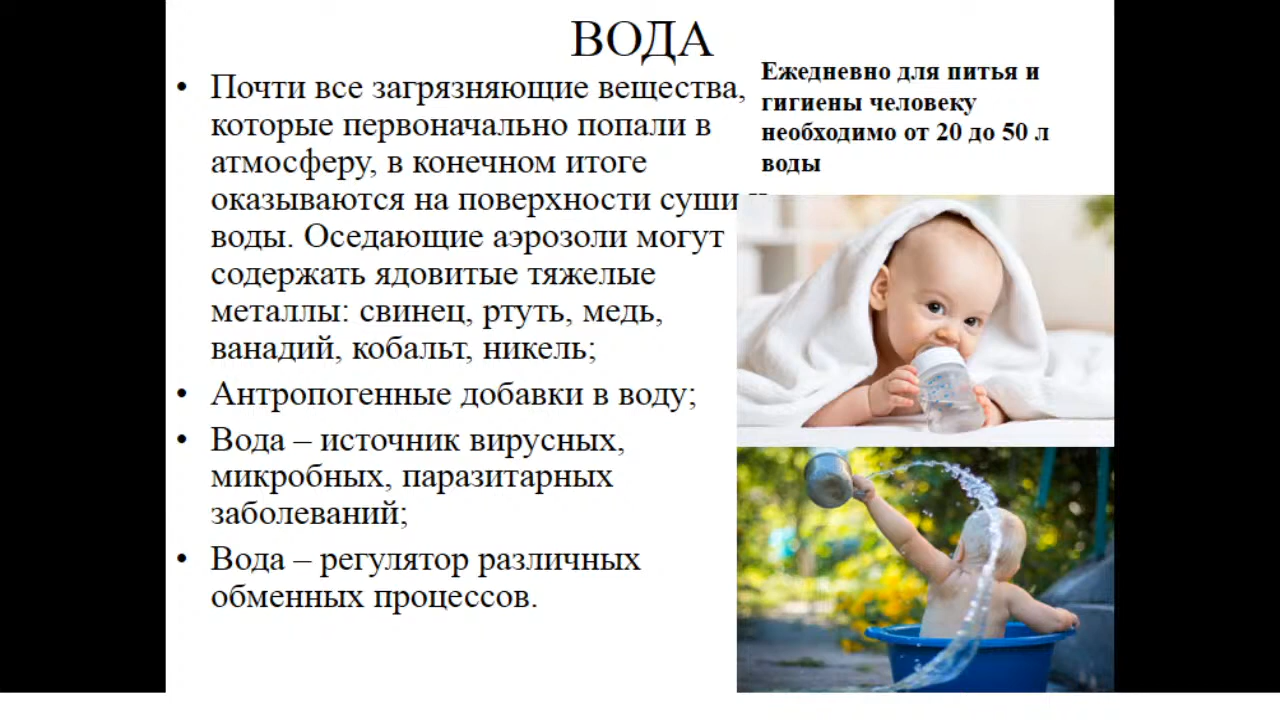 ВОДА
• Почти все загрязняющие вещества,
которые первоначально попали в
атмосферу, в конечном итоге
оказываются на поверхности суши
воды. Оседающие аэрозоли могут
содержать ядовитые тяжелые
металлы: свинец, ртуть, медь,
ванадий, кобальт, никель;
• Антропогенные добавки в воду;
• Вода – источник вирусных,
микробных, паразитарных
заболеваний;
• Вода – регулятор различных
обменных процессов.
Ежедневно для питья и
гигиены человеку
необходимо от 20 до 50 л
воды